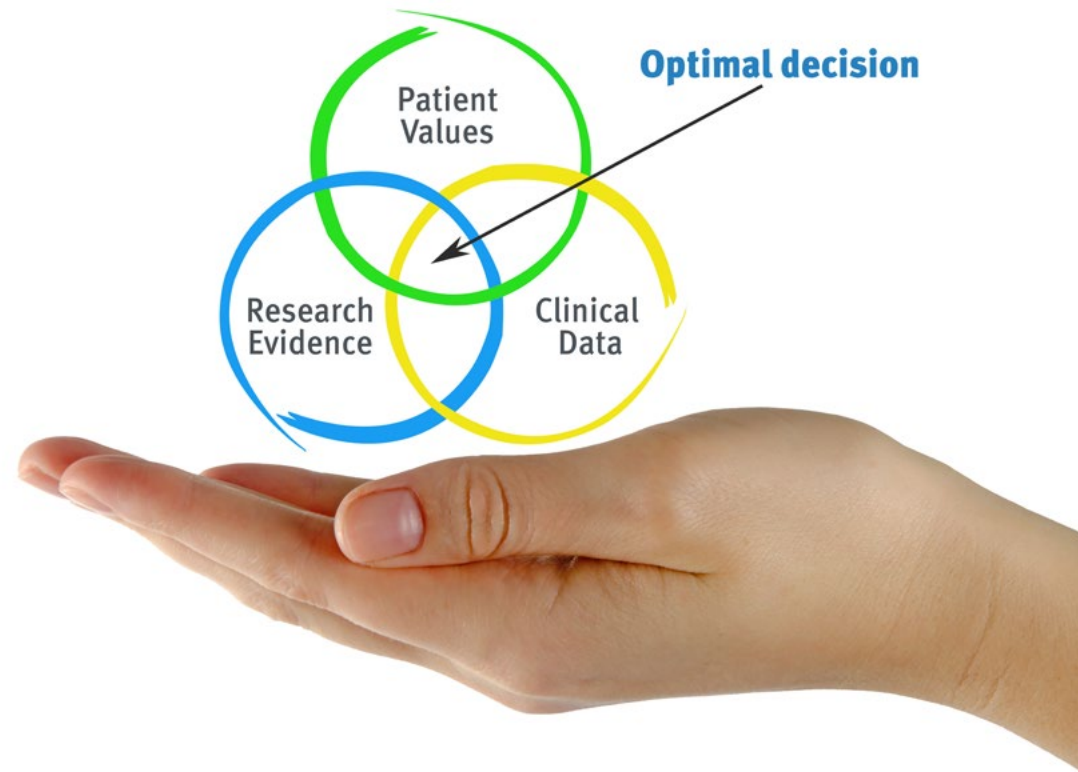 Optimal decision
Patient
Values
Research
Evidence
Clinical
Data